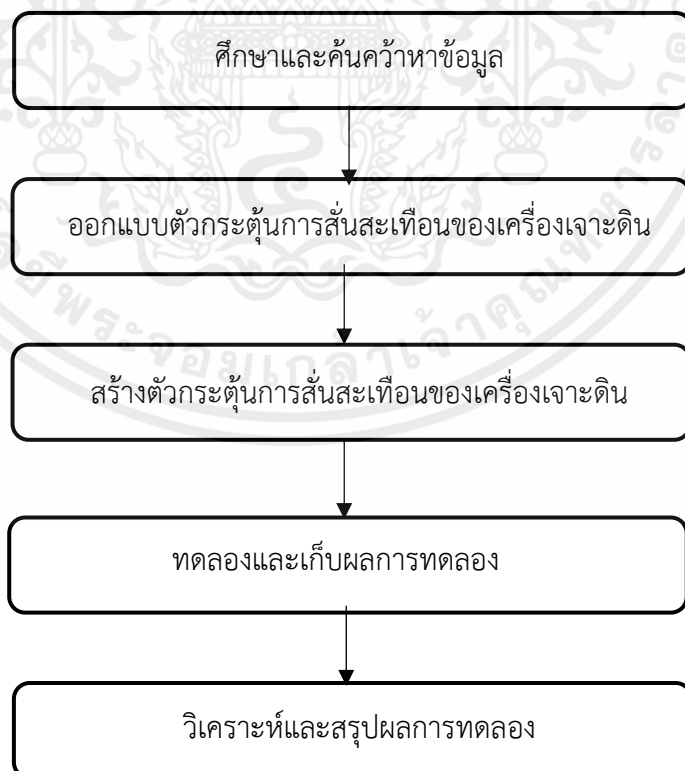 ศึกษาและค้นคว้าหาข้อมูล
ออกแบบตัวกระตุ้นการสั่นสะเทือนของเครื่องเจาะดิน
สร้างตัวกระตุ้นการสั่นสะเทือนของเครื่องเจาะดิน
ทดลองและเก็บผลการทดลอง
วิเคราะห์และสรุปผลการทดลอง